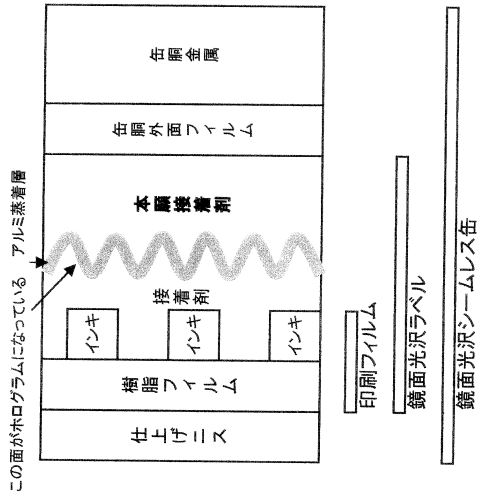 この面がホログラムになっている
アルミ蒸着層
仕上げニス
樹脂フィルム
インキ
インキ
インキ
接着剤
本願接着剤
缶胴外面フィルム
缶胴金属
印刷フィルム
鏡面光沢ラベル
鏡面光沢シームレス缶